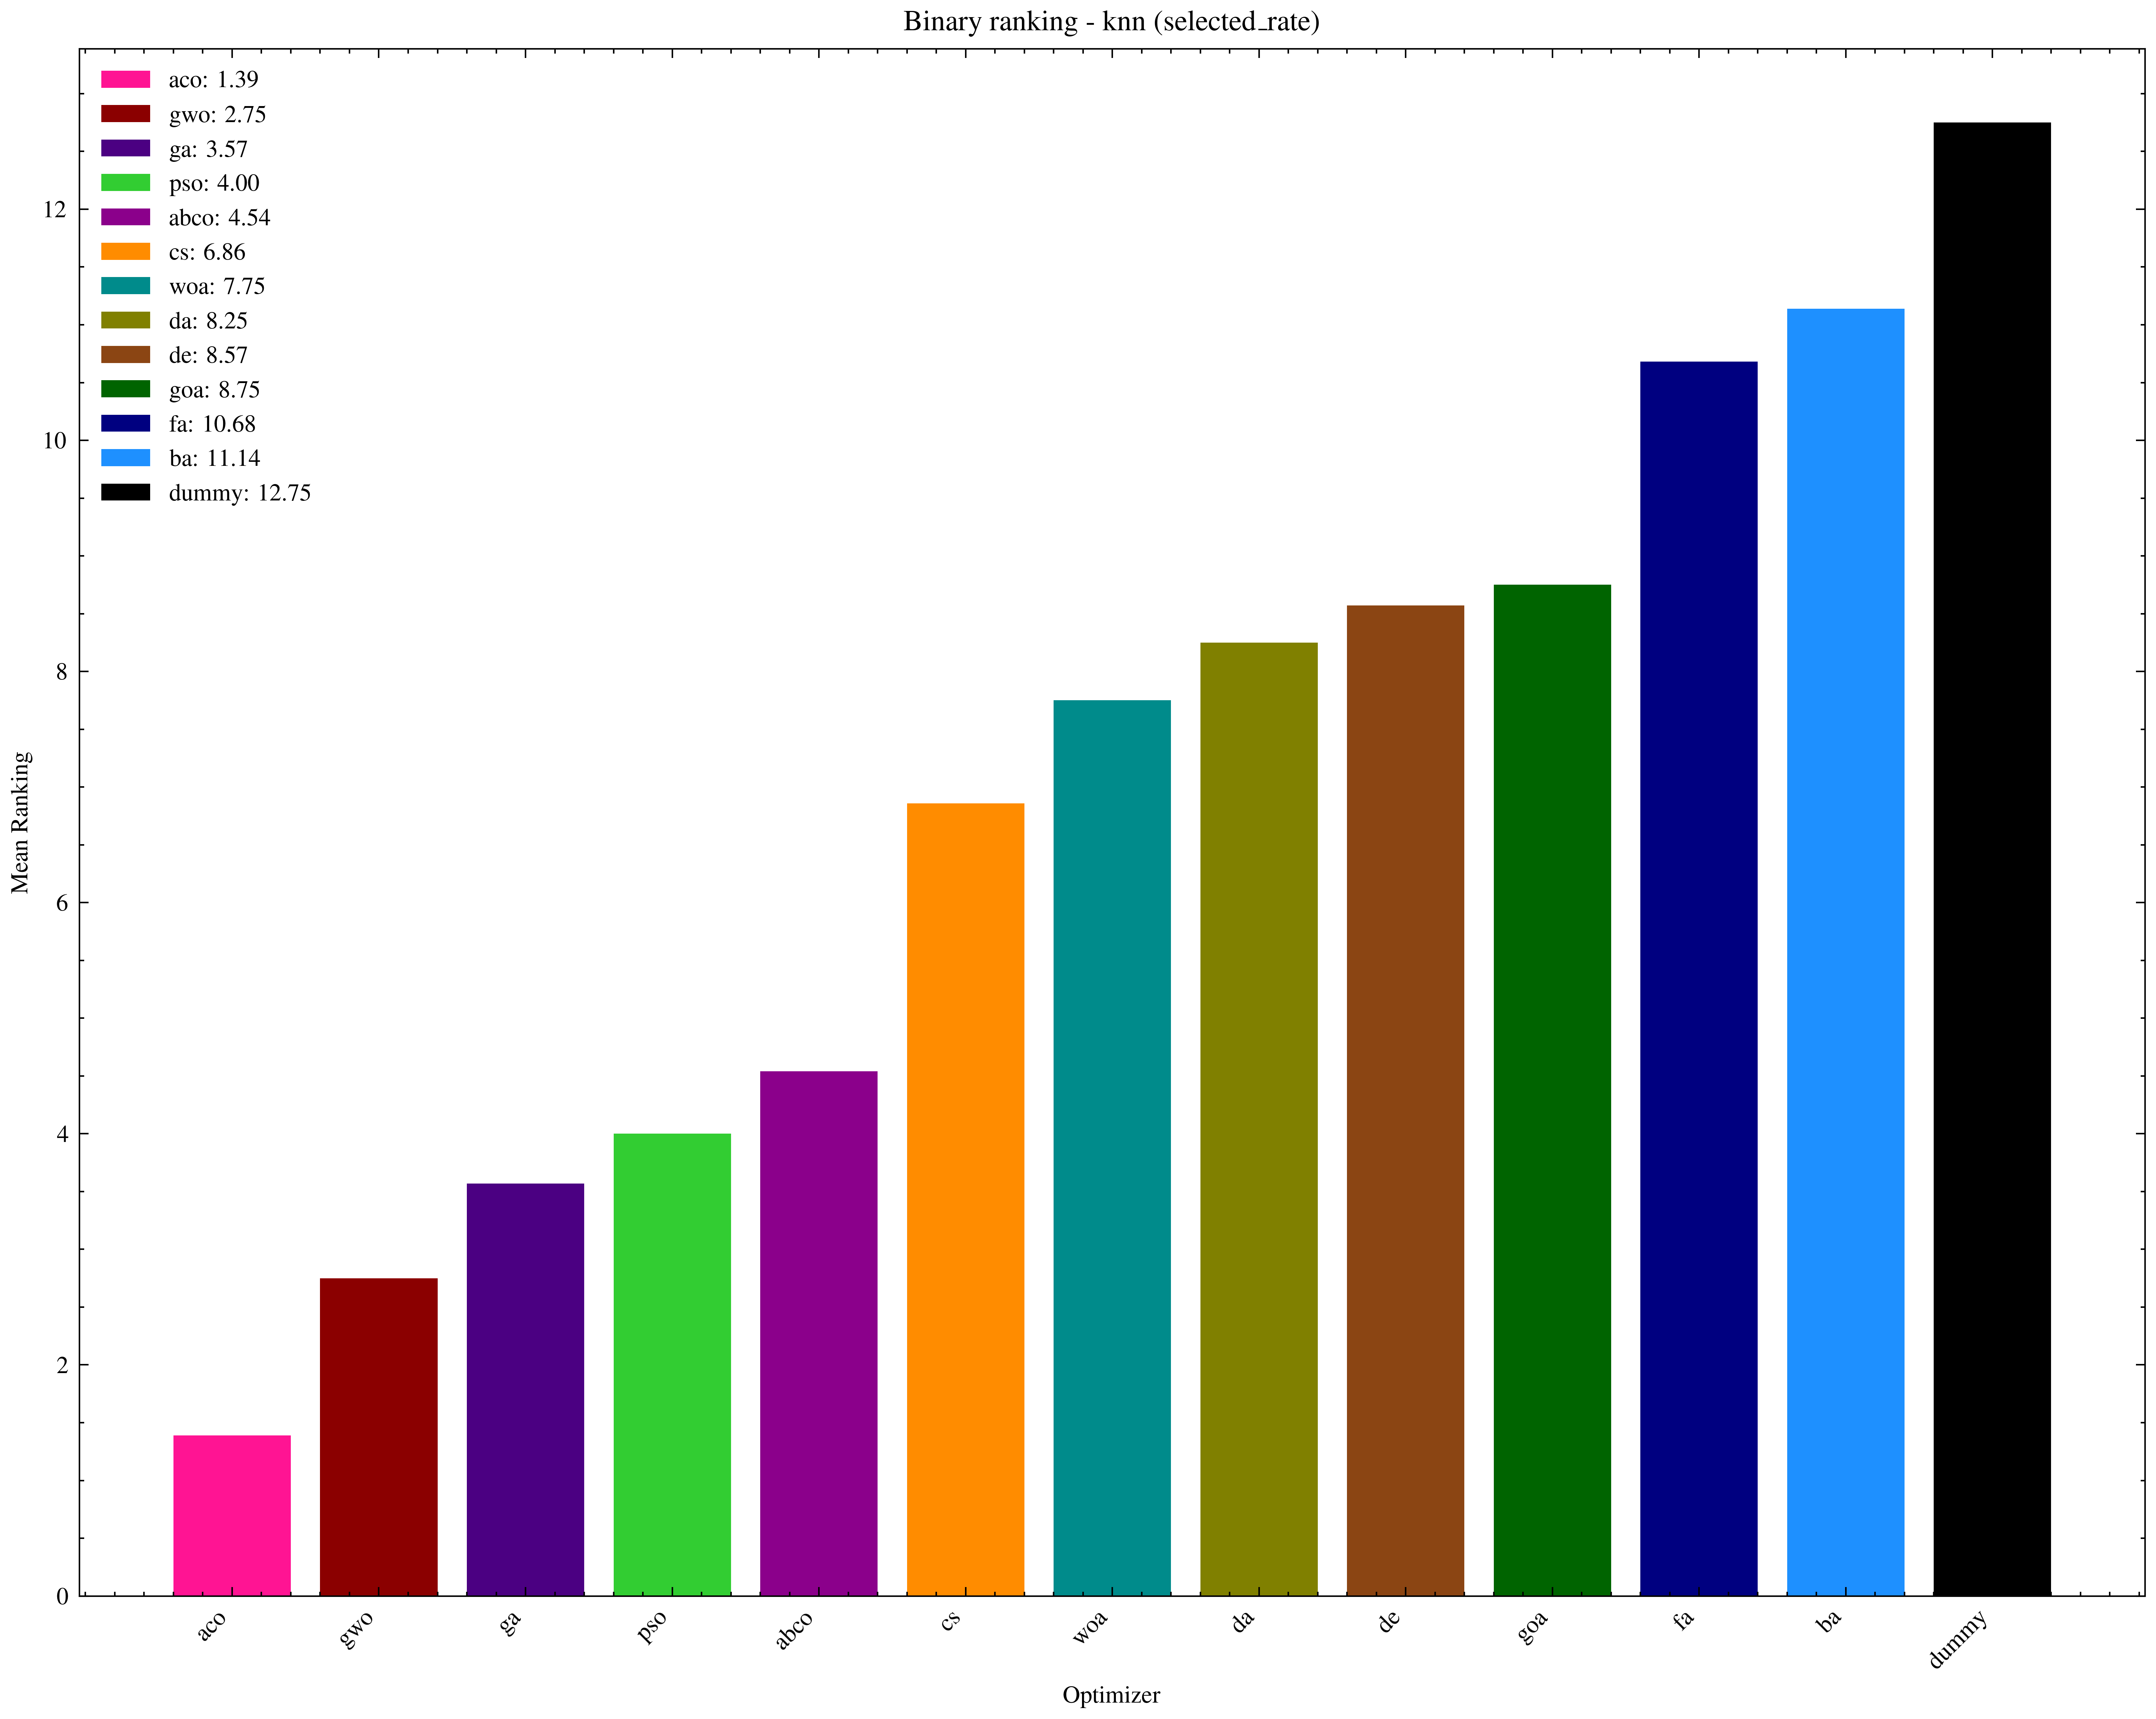 Binary ranking - knn (selected_rate)
aco: 1.39
gwo: 2.75
ga: 3.57
pso: 4.00
abco: 4.54
cs: 6.86
woa: 7.75
da: 8.25
de: 8.57
goa: 8.75
fa: 10.68
ba: 11.14
dummy: 12.75
12
10
8
6
4
2
0
Mean Ranking
aco
gwo
ga
pso
abco
cs
woa
da
de
goa
fa
ba
dummy
Optimizer